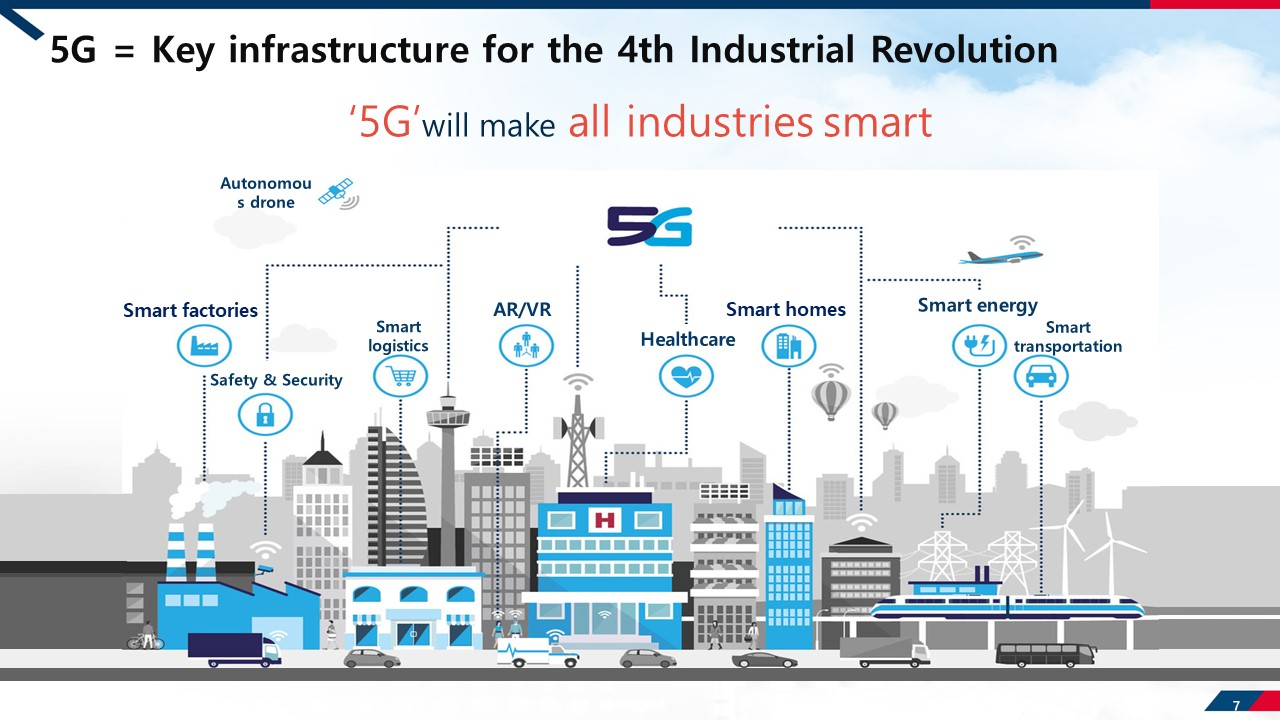 5G = Key infrastructure for the 4th Industrial Revolution
‘5G’will make all industries smart
Autonomou
s drone
5G
Smart factories
AR/VR
Smart homes
Smart energy
Smart
logistics
Healthcare
Smart
transportation
Safety & Security
H
7